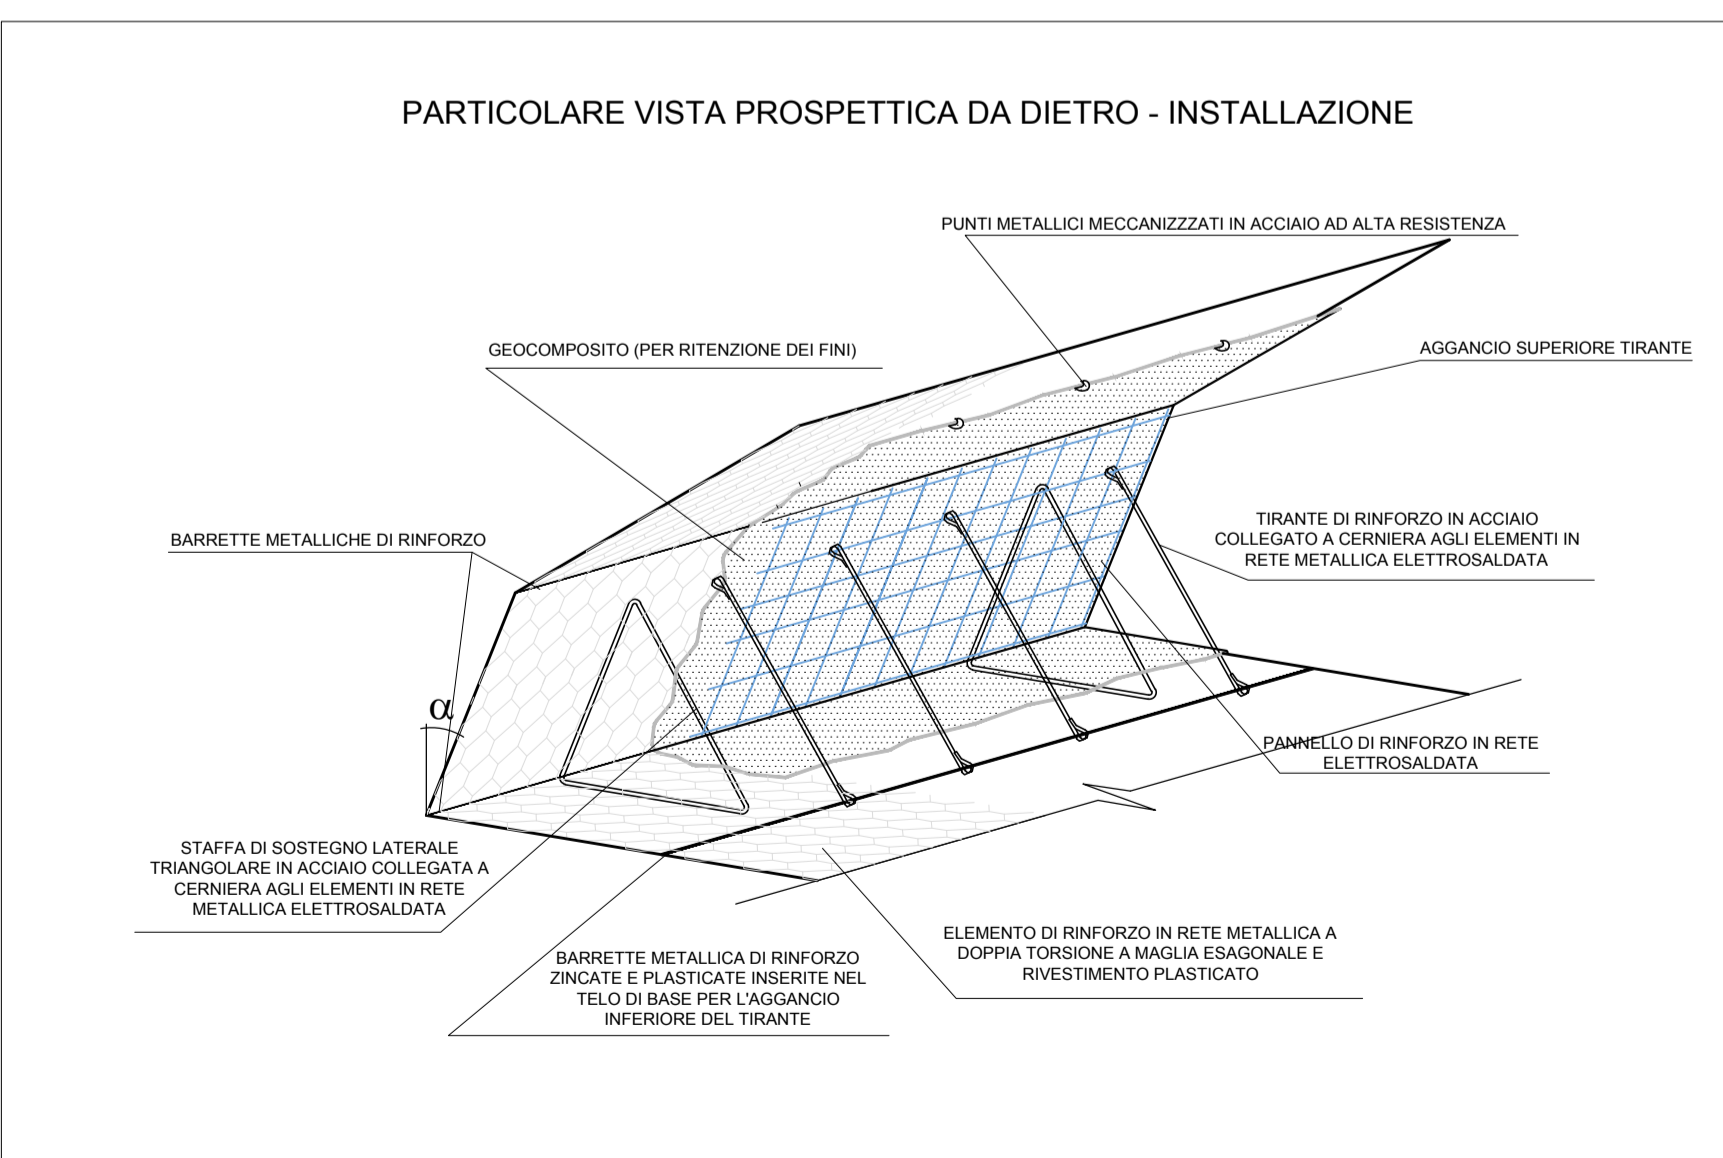 PARTICOLARE VISTA PROSPETTICA DA DIETRO - INSTALLAZIONE
PUNTI METALLICI MECCANIZZZATI IN ACCIAIO AD ALTA RESISTENZA
GEOCOMPOSITO (PER RITENZIONE DEI FINI)
AGGANCIO SUPERIORE TIRANTE
BARRETTE METALLICHE DI RINFORZO
TIRANTE DI RINFORZO IN ACCIAIO
COLLEGATO A CERNIERA AGLI ELEMENTI IN
RETE METALLICA ELETTROSALDATA
α
PANNELLO DI RINFORZO IN RETE
ELETTROSALDATA
STAFFA DI SOSTEGNO LATERALE
TRIANGOLARE IN ACCIAIO COLLEGATA A
CERNIERA AGLI ELEMENTI IN RETE
METALLICA ELETTROSALDATA
BARRETTE METALLICA DI RINFORZO
ZINCATE E PLASTICATE INSERITE NEL
TELO DI BASE PER L'AGGANCIO
INFERIORE DEL TIRANTE
ELEMENTO DI RINFORZO IN RETE METALLICA A
DOPPIA TORSIONE A MAGLIA ESAGONALE E
RIVESTIMENTO PLASTICATO